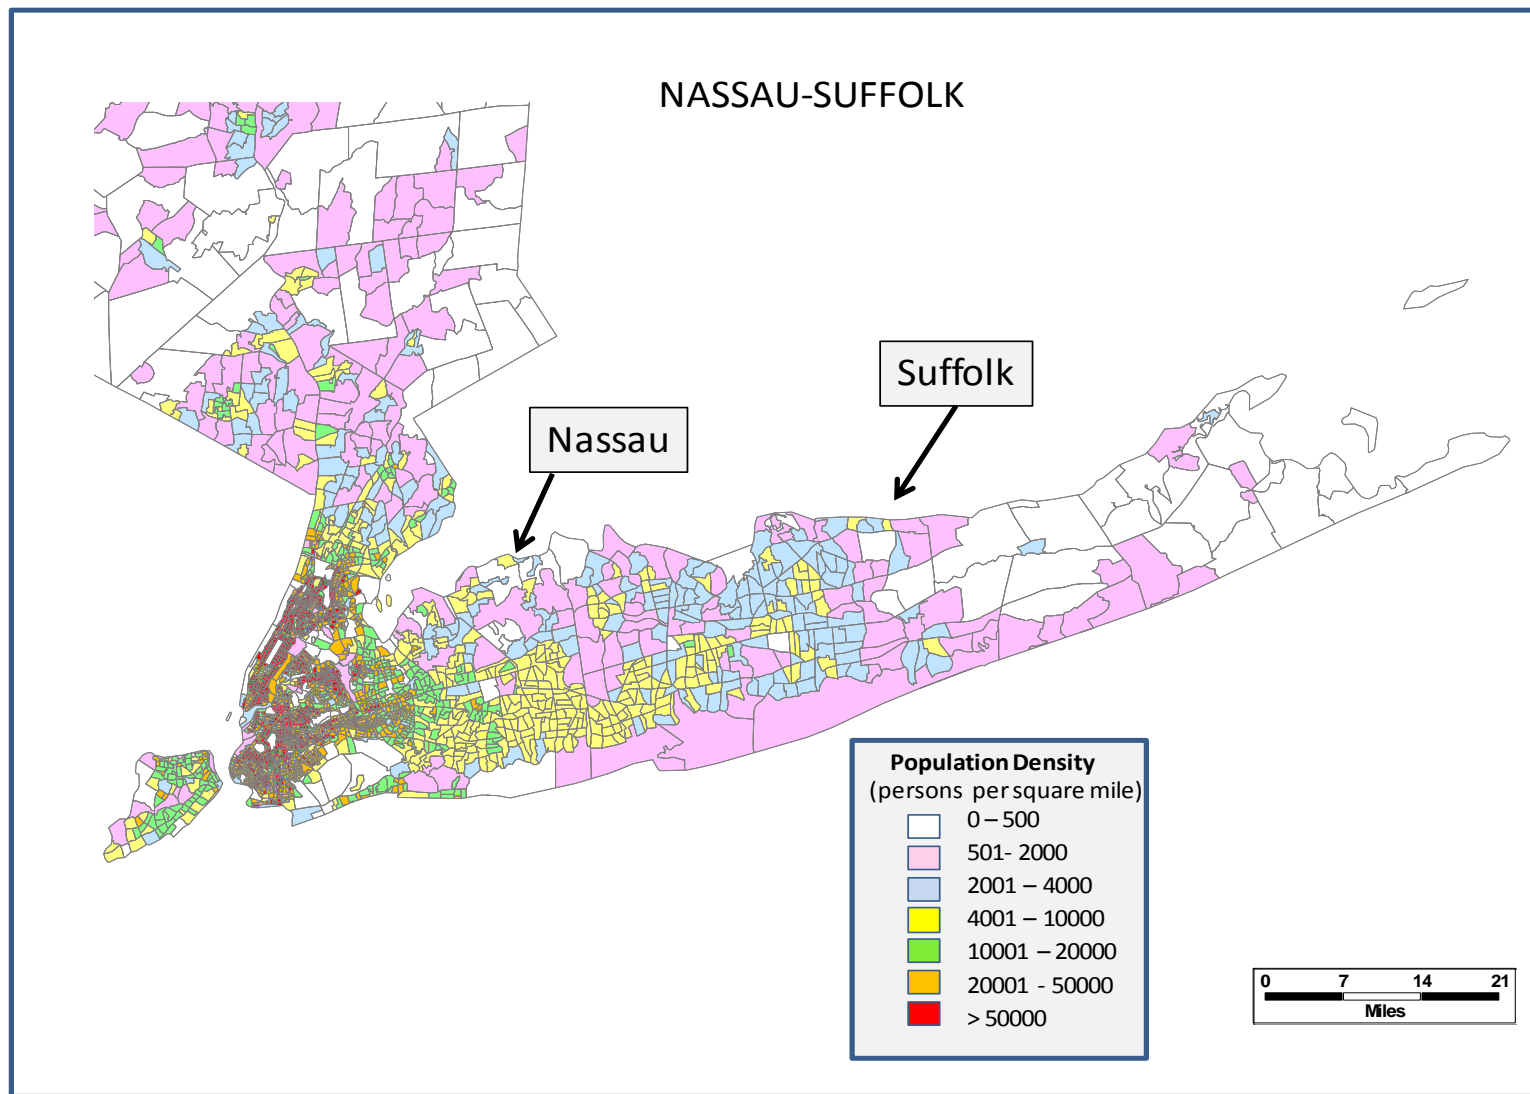 NASSAU-SUFFOLK
Suffolk
Nassau
Population Density
(persons per square mile)
0 – 500
501- 2000
2001 – 4000
4001 – 10000
10001 – 20000
20001 - 50000
> 50000
0 7 14 21
Miles